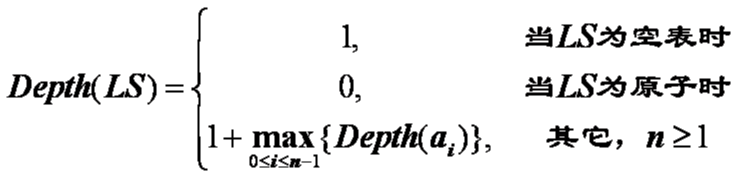 1, 当LS为空表时
Depth(LS) = 0, 当LS为原子时
1 + max{Depth(aᵢ)}, 其它，n ≥ 1
0≤i≤n−1